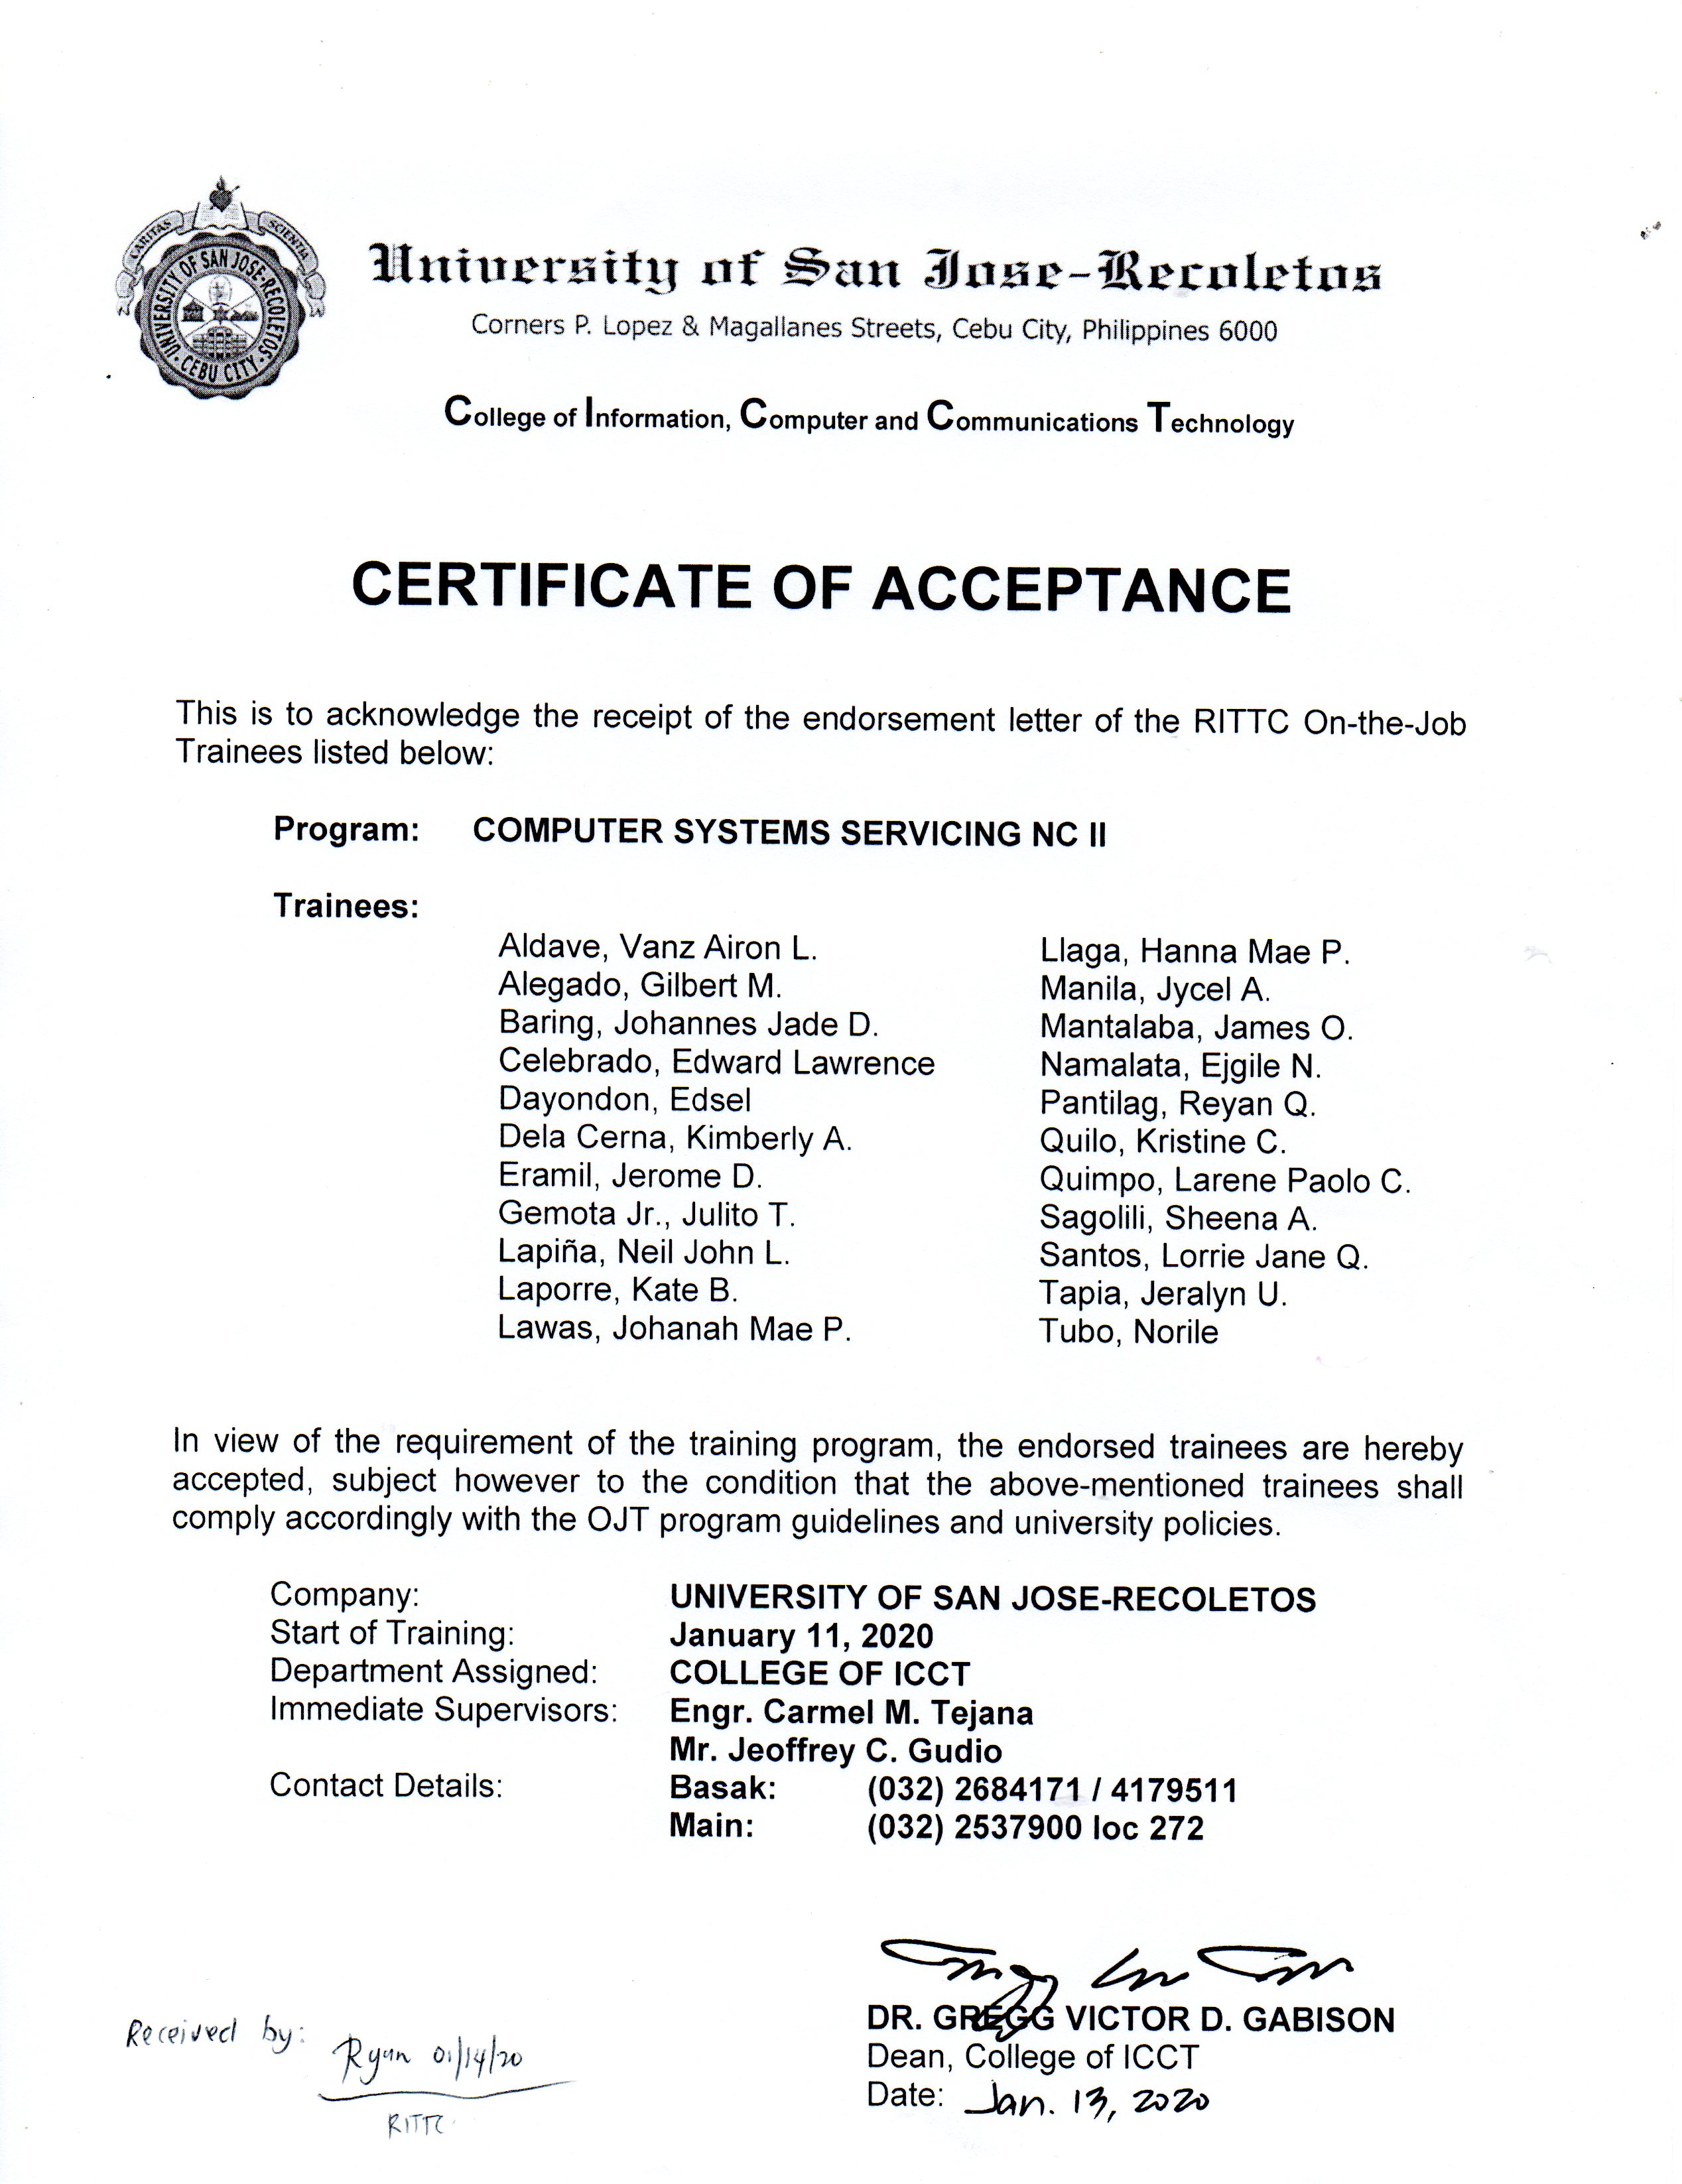 CARITAS SCIENTIA
UNIVERSITY OF SAN JOSE-RECOLETOS
· CEBU CITY ·
University of San Jose-Recoletos
Corners P. Lopez & Magallanes Streets, Cebu City, Philippines 6000
College of Information, Computer and Communications Technology
CERTIFICATE OF ACCEPTANCE
This is to acknowledge the receipt of the endorsement letter of the RITTC On-the-Job
Trainees listed below:
Program: COMPUTER SYSTEMS SERVICING NC II
Trainees:
Aldave, Vanz Airon L.
Alegado, Gilbert M.
Baring, Johannes Jade D.
Celebrado, Edward Lawrence
Dayondon, Edsel
Dela Cerna, Kimberly A.
Eramil, Jerome D.
Gemota Jr., Julito T.
Lapiña, Neil John L.
Laporre, Kate B.
Lawas, Johanah Mae P.
Llaga, Hanna Mae P.
Manila, Jycel A.
Mantalaba, James O.
Namalata, Ejgile N.
Pantilag, Reyan Q.
Quilo, Kristine C.
Quimpo, Larene Paolo C.
Sagolili, Sheena A.
Santos, Lorrie Jane Q.
Tapia, Jeralyn U.
Tubo, Norile
In view of the requirement of the training program, the endorsed trainees are hereby
accepted, subject however to the condition that the above-mentioned trainees shall
comply accordingly with the OJT program guidelines and university policies.
Company: UNIVERSITY OF SAN JOSE-RECOLETOS
Start of Training: January 11, 2020
Department Assigned: COLLEGE OF ICCT
Immediate Supervisors: Engr. Carmel M. Tejana
Mr. Jeoffrey C. Gudio
Contact Details: Basak: (032) 2684171 / 4179511
Main: (032) 2537900 loc 272
DR. GREGG VICTOR D. GABISON
Dean, College of ICCT
Date: Jan. 13, 2020
Received by: Ryan 01/14/20
RITTC